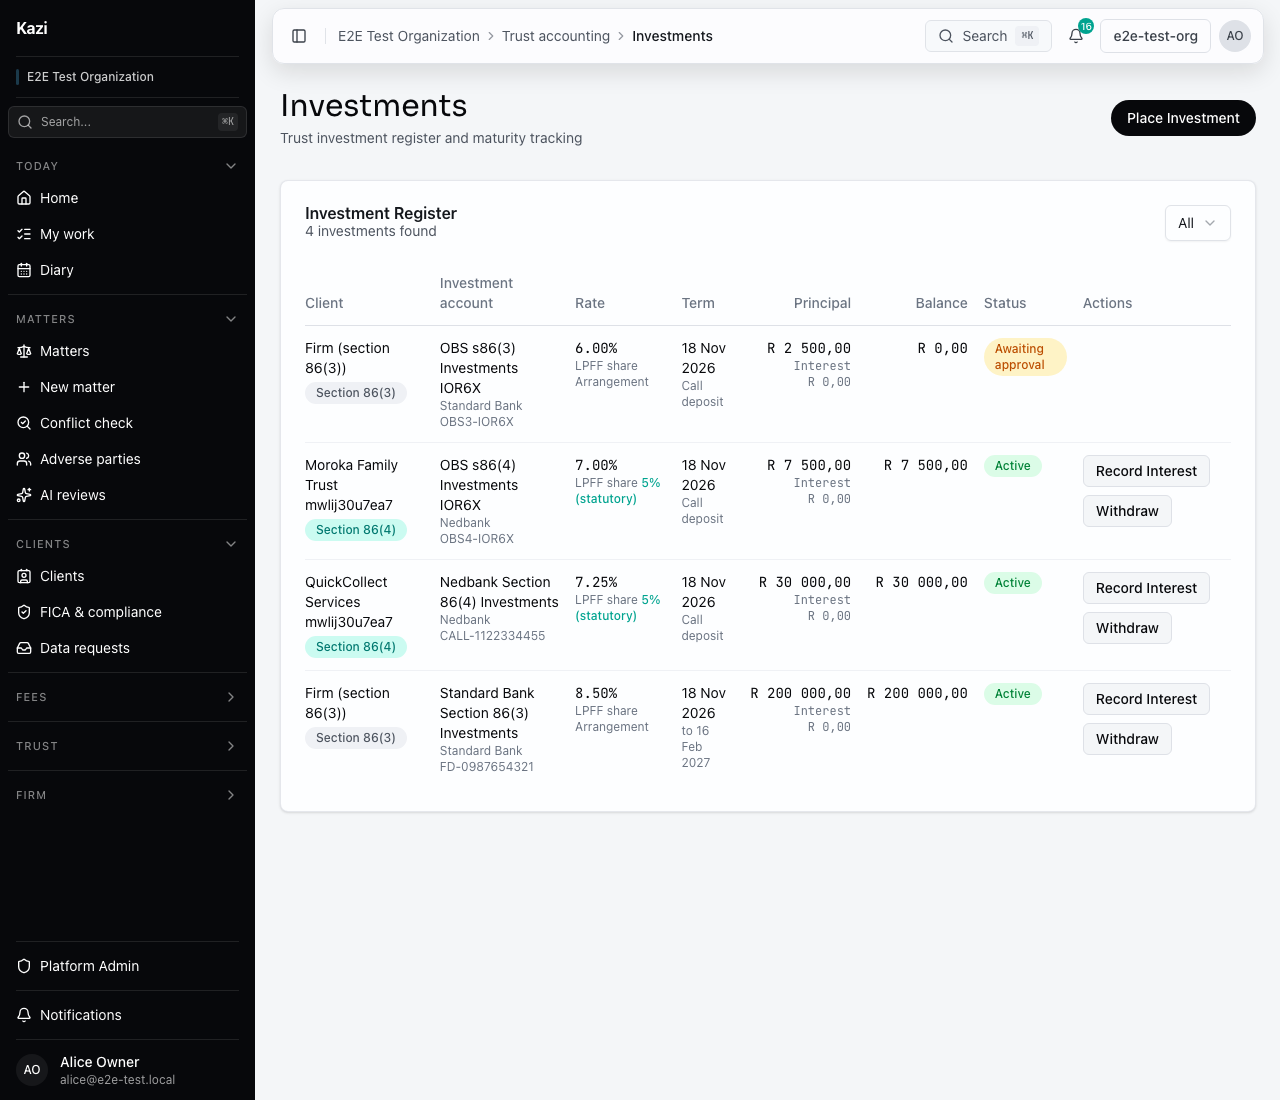 Kazi
E2E Test Organization
Search...
⌘K
TODAY
Home
My work
Diary
MATTERS
Matters
New matter
Conflict check
Adverse parties
AI reviews
CLIENTS
Clients
FICA & compliance
Data requests
FEES
TRUST
FIRM
Platform Admin
Notifications
AO
Alice Owner
alice@e2e-test.local
E2E Test Organization
Trust accounting
Investments
Search ⌘K
16
e2e-test-org
AO
Investments
Trust investment register and maturity tracking
Place Investment
Investment Register
4 investments found
All
Client
Investment
account
Rate
Term
Principal
Balance
Status
Actions
Firm (section
86(3))
Section 86(3)
OBS s86(3)
Investments
IOR6X
Standard Bank
OBS3-IOR6X
6.00%
LPFF share
Arrangement
18 Nov
2026
Call
deposit
R 2 500,00
Interest
R 0,00
R 0,00
Awaiting
approval
Moroka Family
Trust
mwlij30u7ea7
Section 86(4)
OBS s86(4)
Investments
IOR6X
Nedbank
OBS4-IOR6X
7.00%
LPFF share 5%
(statutory)
18 Nov
2026
Call
deposit
R 7 500,00
Interest
R 0,00
R 7 500,00
Active
Record Interest
Withdraw
QuickCollect
Services
mwlij30u7ea7
Section 86(4)
Nedbank Section
86(4) Investments
Nedbank
CALL-1122334455
7.25%
LPFF share 5%
(statutory)
18 Nov
2026
Call
deposit
R 30 000,00
Interest
R 0,00
R 30 000,00
Active
Record Interest
Withdraw
Firm (section
86(3))
Section 86(3)
Standard Bank
Section 86(3)
Investments
Standard Bank
FD-0987654321
8.50%
LPFF share
Arrangement
18 Nov
2026
to 16
Feb
2027
R 200 000,00
Interest
R 0,00
R 200 000,00
Active
Record Interest
Withdraw